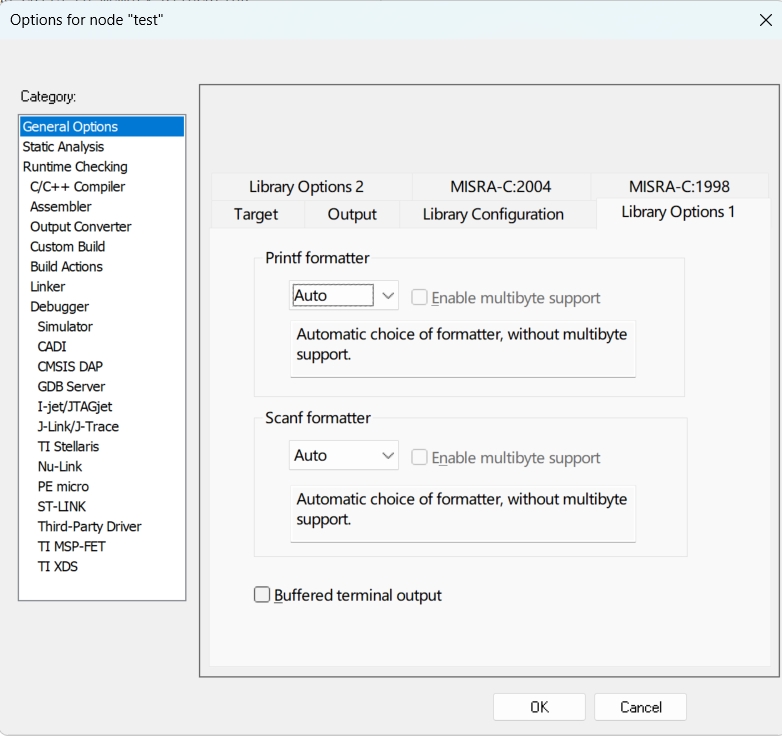 Options for node "test"
Category:
General Options
Static Analysis
Runtime Checking
C/C++ Compiler
Assembler
Output Converter
Custom Build
Build Actions
Linker
Debugger
Simulator
CADI
CMSIS DAP
GDB Server
I-jet/JTAGjet
J-Link/J-Trace
TI Stellaris
Nu-Link
PE micro
ST-LINK
Third-Party Driver
TI MSP-FET
TI XDS
Library Options 2 MISRA-C:2004 MISRA-C:1998
Target Output Library Configuration Library Options 1
Printf formatter
Auto Enable multibyte support
Automatic choice of formatter, without multibyte
support.
Scanf formatter
Auto Enable multibyte support
Automatic choice of formatter, without multibyte
support.
Buffered terminal output
OK Cancel